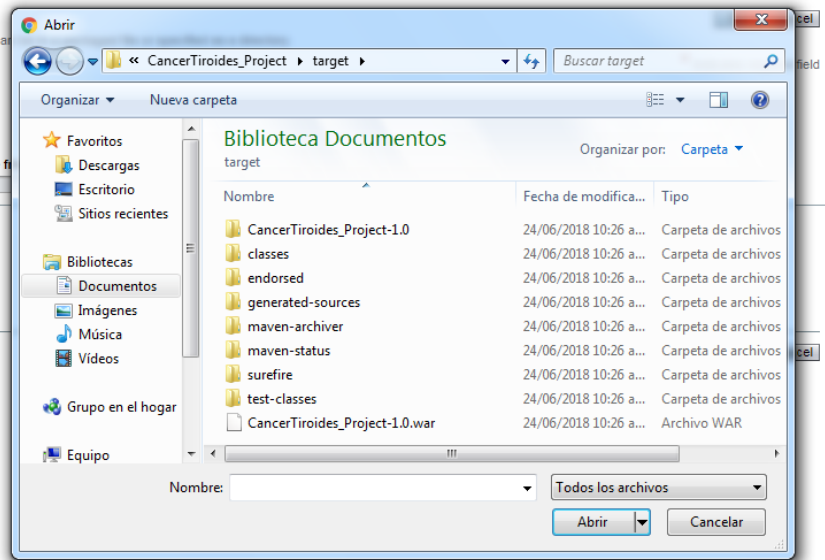 Abrir
cel
« CancerTiroides_Project ▸ target ▸
Buscar target
field
Organizar
Nueva carpeta
Favoritos
Descargas
Escritorio
Sitios recientes
Bibliotecas
Documentos
Imágenes
Música
Vídeos
Grupo en el hogar
Equipo
Biblioteca Documentos
target
Organizar por: Carpeta
Nombre Fecha de modifica... Tipo
CancerTiroides_Project-1.0 24/06/2018 10:26 a... Carpeta de archivos
classes 24/06/2018 10:26 a... Carpeta de archivos
endorsed 24/06/2018 10:26 a... Carpeta de archivos
generated-sources 24/06/2018 10:26 a... Carpeta de archivos
maven-archiver 24/06/2018 10:26 a... Carpeta de archivos
maven-status 24/06/2018 10:26 a... Carpeta de archivos
surefire 24/06/2018 10:26 a... Carpeta de archivos
test-classes 24/06/2018 10:26 a... Carpeta de archivos
CancerTiroides_Project-1.0.war 24/06/2018 10:26 a... Archivo WAR
cel
Nombre:
Todos los archivos
Abrir
Cancelar